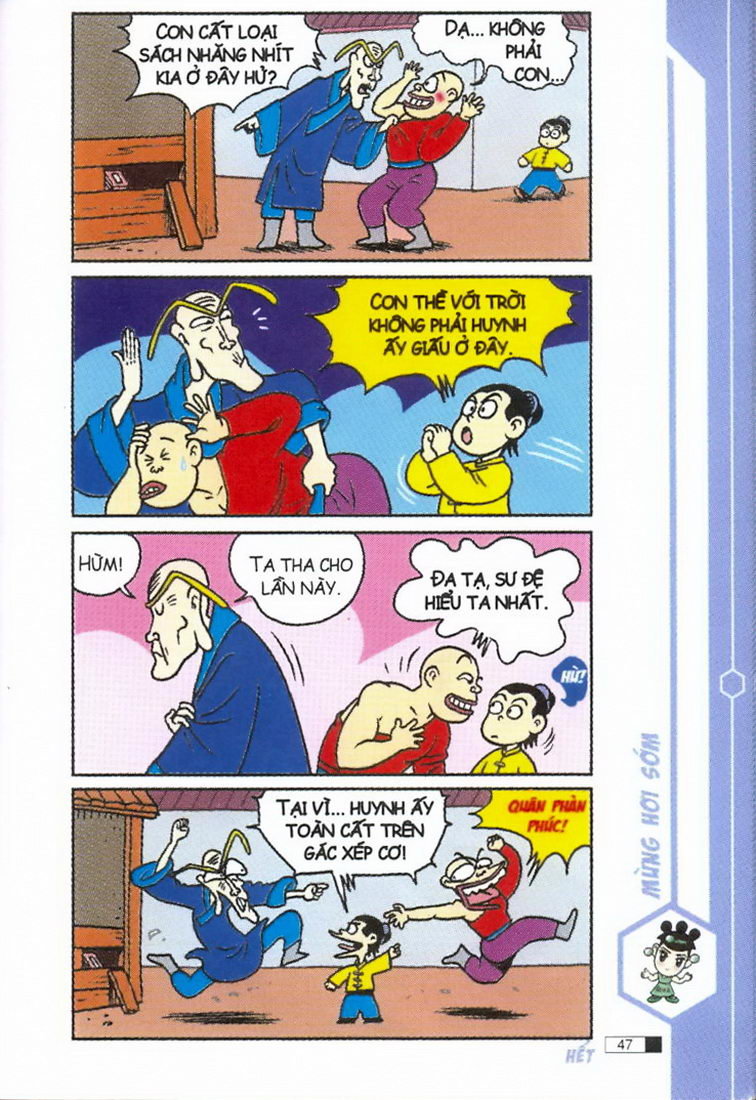 CON CẤT LOẠI
SÁCH NHĂNG NHÍT
KIA Ở ĐÂY HỬ?
DẠ... KHÔNG
PHẢI
CON...
CON THỀ VỚI TRỜI
KHÔNG PHẢI HUYNH
ẤY GIẤU Ở ĐÂY.
HỪM!
TA THA CHO
LẦN NÀY.
ĐA TẠ, SƯ ĐỆ
HIỂU TA NHẤT.
HỪ?
TẠI VÌ... HUYNH ẤY
TOÀN CẤT TRÊN
GÁC XÉP CƠ!
QUÂN PHẢN
PHÚC!
MỪNG HƠI SỚM
HẾT
47